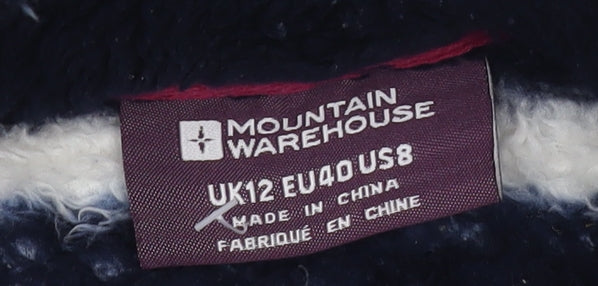 MOUNTAIN
WAREHOUSE
UK12 EU40 US8
MADE IN CHINA
FABRIQUÉ EN CHINE